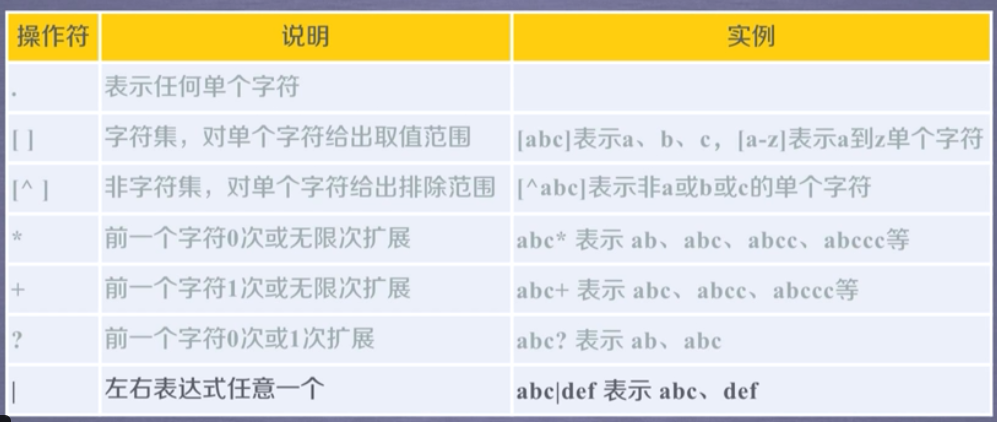 操作符 说明 实例
. 表示任何单个字符
[ ] 字符集，对单个字符给出取值范围 [abc]表示a、b、c，[a-z]表示a到z单个字符
[^ ] 非字符集，对单个字符给出排除范围 [^abc]表示非a或b或c的单个字符
* 前一个字符0次或无限次扩展 abc* 表示 ab、abc、abcc、abccc等
+ 前一个字符1次或无限次扩展 abc+ 表示 abc、abcc、abccc等
? 前一个字符0次或1次扩展 abc? 表示 ab、abc
| 左右表达式任意一个 abc|def 表示 abc、def